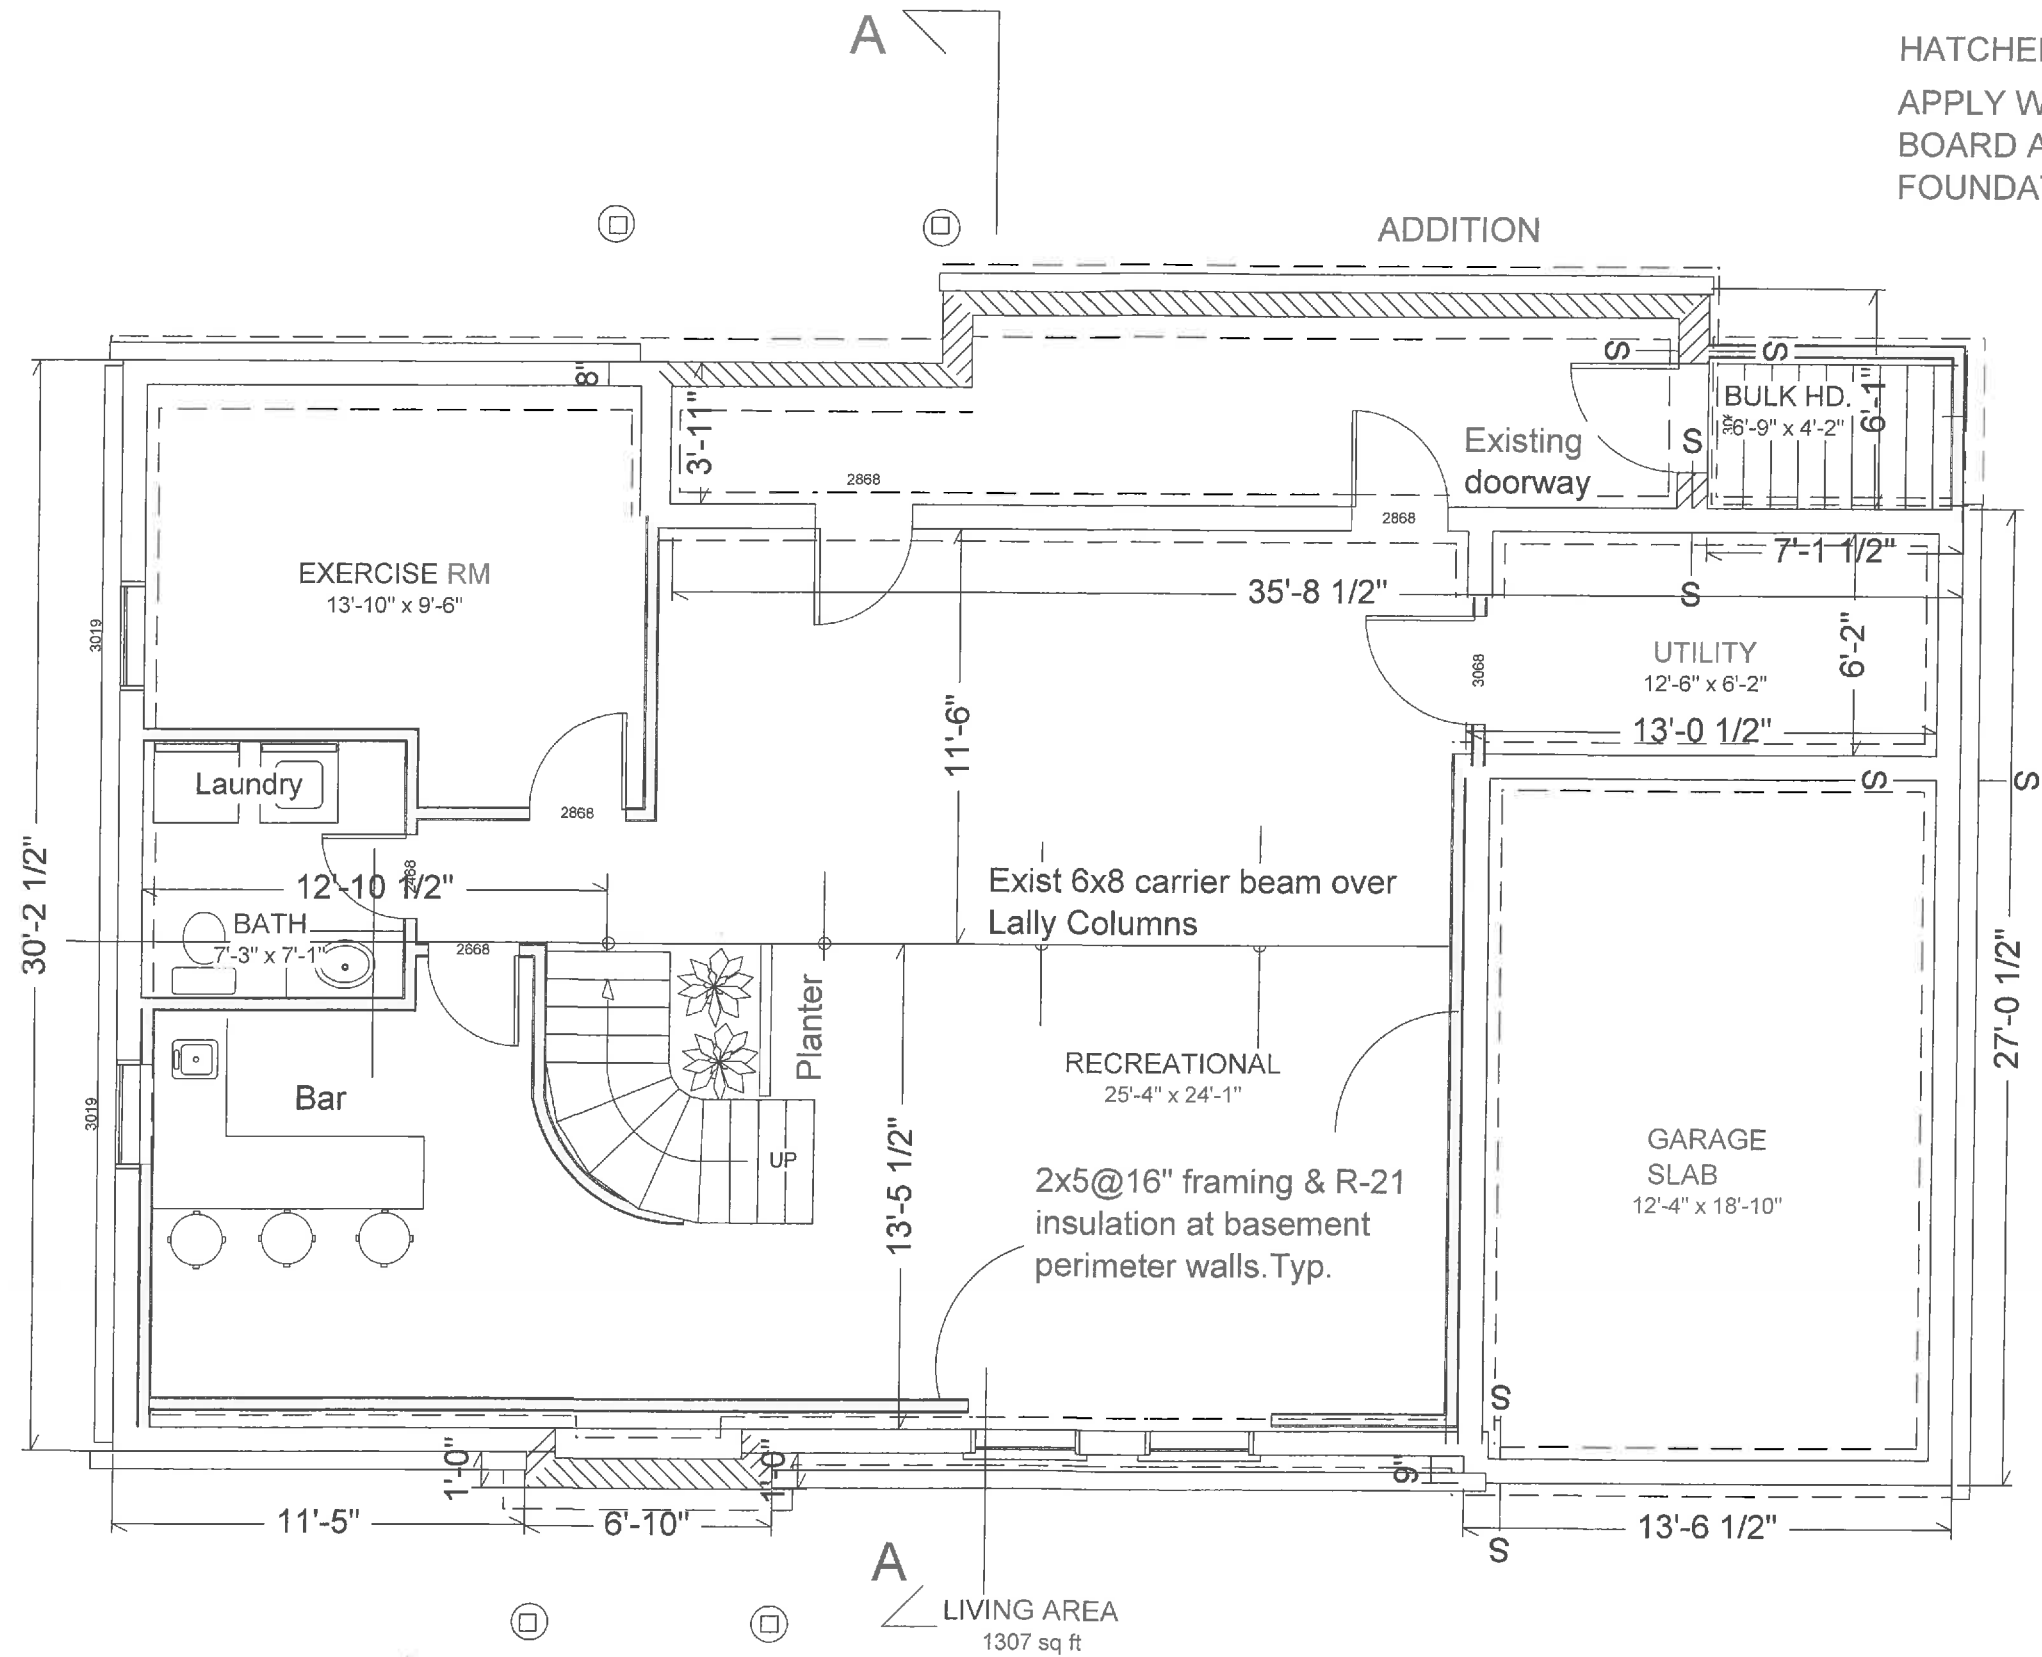 A
HATCHE
APPLY W
BOARD A
FOUNDA
ADDITION
8"
3'-11"
2868
Existing
doorway
S
S
S
BULK HD.
6'-9" x 4'-2"
6'-1"
2868
7'-1 1/2"
35'-8 1/2"
S
EXERCISE RM
13'-10" x 9'-6"
3019
11'-6"
3068
UTILITY
12'-6" x 6'-2"
6'-2"
13'-0 1/2"
Laundry
2868
S
S
30'-2 1/2"
12'-10 1/2"
2468
Exist 6x8 carrier beam over
Lally Columns
BATH
7'-3" x 7'-1"
2668
27'-0 1/2"
Planter
RECREATIONAL
25'-4" x 24'-1"
Bar
3019
UP
13'-5 1/2"
2x5@16" framing & R-21
insulation at basement
perimeter walls.Typ.
GARAGE
SLAB
12'-4" x 18'-10"
S
1'-0"
1'-0"
9"
11'-5"
6'-10"
13'-6 1/2"
S
A
LIVING AREA
1307 sq ft